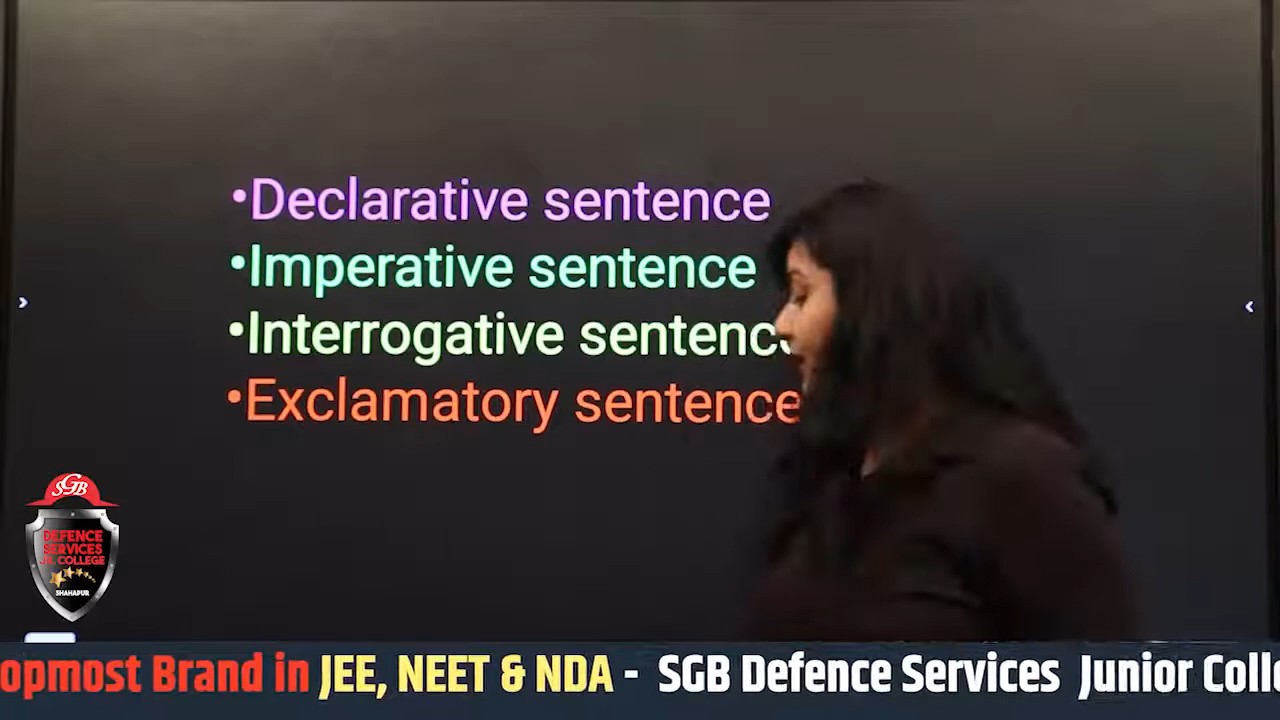 •Declarative sentence
•Imperative sentence
•Interrogative sentenc
•Exclamatory sentence
SGB
DEFENCE
SERVICES
JR. COLLEGE
SHAHAPUR
opmost Brand in JEE, NEET & NDA - SGB Defence Services Junior Colle